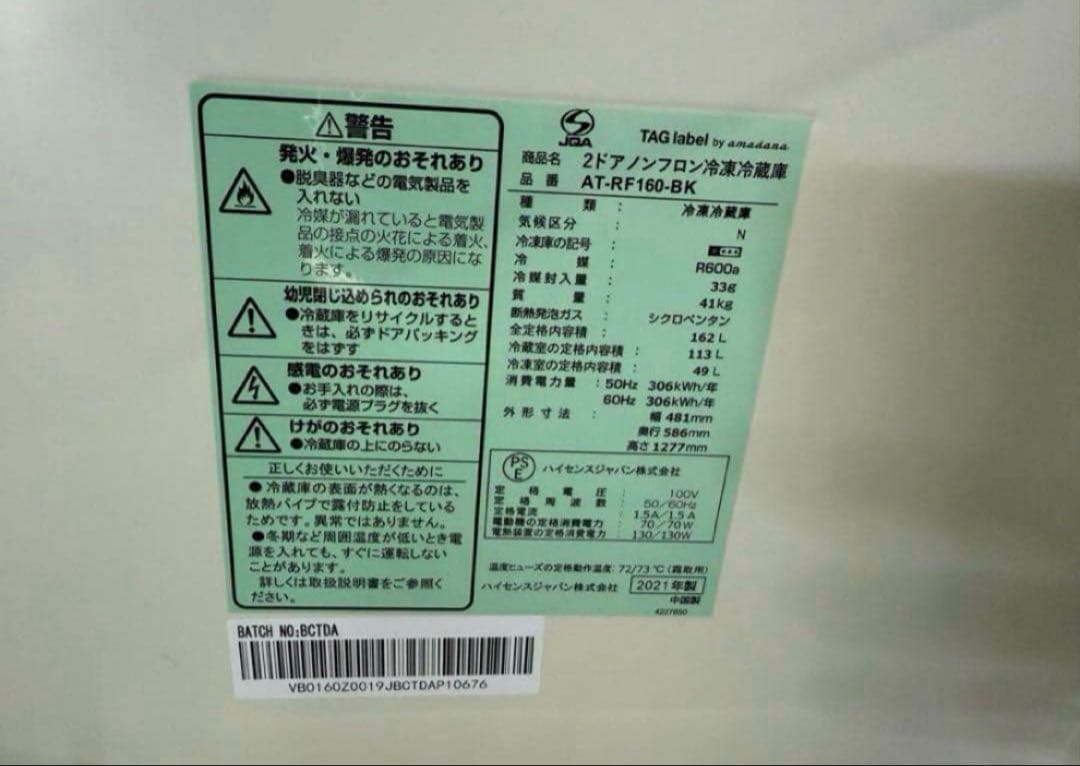 警告
発火・爆発のおそれあり
●脱臭器などの電気製品を
入れない
冷媒が漏れていると電気製
品の接点の火花による着火、
着火による爆発の原因にな
ります。
幼児閉じ込められのおそれあり
●冷蔵庫をリサイクルすると
きは、必ずドアパッキング
をはずす
感電のおそれあり
●お手入れの際は、
必ず電源プラグを抜く
けがのおそれあり
●冷蔵庫の上にのらない
正しくお使いいただくために
●冷蔵庫の表面が熱くなるのは、
放熱パイプで露付防止をしている
ためです。異常ではありません。
●冬期など周囲温度が低いとき電
源を入れても、すぐに運転しない
ことがあります。
詳しくは取扱説明書をご参照く
ださい。
JQA
TAG label by amadana
商品名 2ドアノンフロン冷凍冷蔵庫
品番 AT-RF160-BK
種類 : 冷凍冷蔵庫
気候区分 : N
冷凍庫の記号 :
冷媒 : R600a
冷媒封入量 : 33g
質量 : 41kg
断熱発泡ガス : シクロペンタン
全定格内容積 : 162 L
冷蔵室の定格内容積 : 113 L
冷凍室の定格内容積 : 49 L
消費電力量 : 50Hz 306kWh/年
60Hz 306kWh/年
外形寸法 : 幅 481mm
奥行 586mm
高さ 1277mm
PSE ハイセンスジャパン株式会社
定格電圧 : 100V
定格周波数 : 50/60Hz
定格電流 : 1.5A/1.5A
電動機の定格消費電力 : 70/70W
電熱装置の定格消費電力 : 130/130W
温度ヒューズの定格動作温度: 72/73℃(霜取用)
ハイセンスジャパン株式会社 2021年製
中国製
4227650
BATCH NO:BCTDA
VB0160Z0019JBCTDAP10676